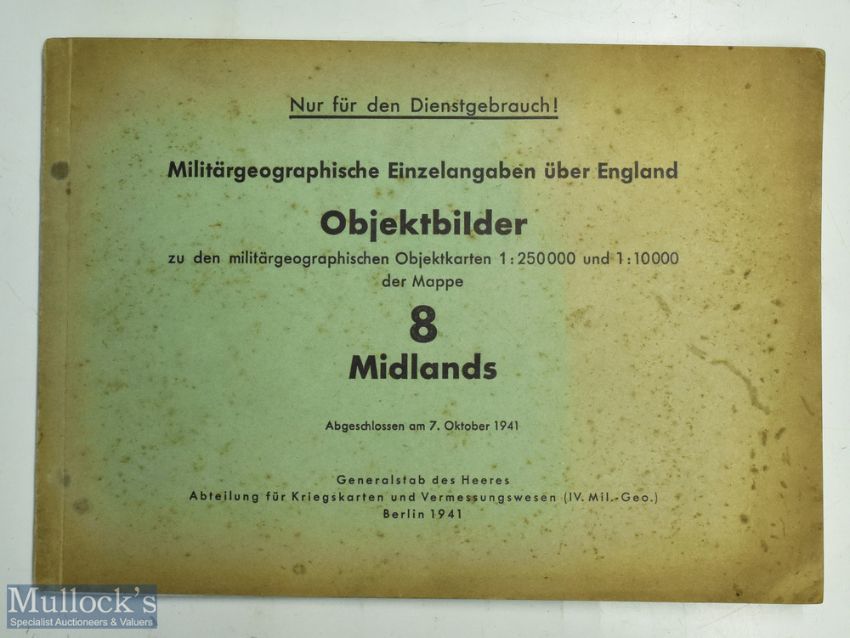 Nur für den Dienstgebrauch!
Militärgeographische Einzelangaben über England
Objektbilder
zu den militärgeographischen Objektkarten 1:250000 und 1:10000
der Mappe
8
Midlands
Abgeschlossen am 7. Oktober 1941
Generalstab des Heeres
Abteilung für Kriegskarten und Vermessungswesen (IV. Mil.-Geo.)
Berlin 1941
Mullock's
Specialist Auctioneers & Valuers